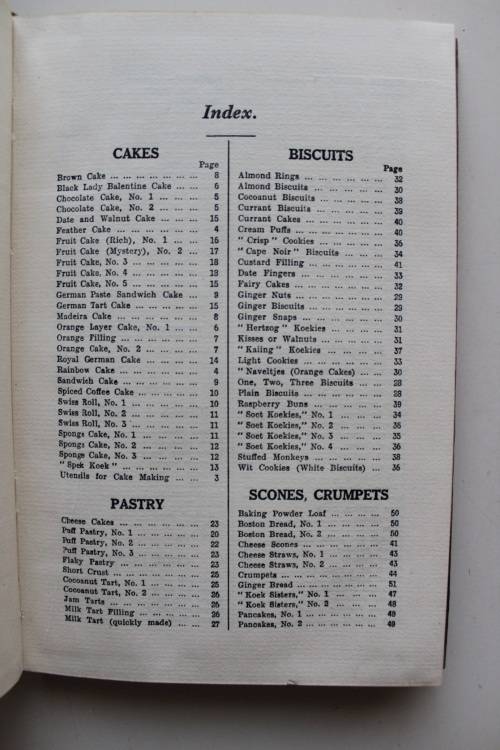 Index.
CAKES
Page
Brown Cake ... ... ... ... ... ... ... 8
Black Lady Balentine Cake ... ... 6
Chocolate Cake, No. 1 ... ... ... 5
Chocolate Cake, No. 2 ... ... ... 5
Date and Walnut Cake ... ... ... 15
Feather Cake ... ... ... ... ... ... 4
Fruit Cake (Rich), No. 1 ... ... ... 16
Fruit Cake (Mystery), No. 2 ... ... 17
Fruit Cake, No. 3 ... ... ... ... ... 18
Fruit Cake, No. 4 ... ... ... ... ... 18
Fruit Cake, No. 5 ... ... ... ... ... 15
German Paste Sandwich Cake ... 9
German Tart Cake ... ... ... ... 15
Madeira Cake ... ... ... ... ... ... 8
Orange Layer Cake, No. 1 ... ... 6
Orange Filling ... ... ... ... ... ... 7
Orange Cake, No. 2 ... ... ... ... 7
Royal German Cake ... ... ... ... 14
Rainbow Cake ... ... ... ... ... ... 4
Sandwich Cake ... ... ... ... ... ... 9
Spiced Coffee Cake ... ... ... ... 10
Swiss Roll, No. 1 ... ... ... ... ... 10
Swiss Roll, No. 2 ... ... ... ... ... 11
Swiss Roll, No. 3 ... ... ... ... ... 11
Sponge Cake, No. 1 ... ... ... ... 11
Sponge Cake, No. 2 ... ... ... ... 12
Sponge Cake, No. 3 ... ... ... ... 12
"Spek Koek" ... ... ... ... ... ... 13
Utensils for Cake Making ... ... ... 3
PASTRY
Cheese Cakes ... ... ... ... ... ... 23
Puff Pastry, No. 1 ... ... ... ... ... 20
Puff Pastry, No. 2 ... ... ... ... ... 22
Puff Pastry, No. 3 ... ... ... ... ... 23
Flaky Pastry ... ... ... ... ... ... 23
Short Crust ... ... ... ... ... ... 25
Cocoanut Tart, No. 1 ... ... ... ... 25
Cocoanut Tart, No. 2 ... ... ... ... 26
Jam Tarts ... ... ... ... ... ... ... 26
Milk Tart Filling ... ... ... ... ... 26
Milk Tart (quickly made) ... ... ... 27
BISCUITS
Page
Almond Rings ... ... ... ... ... ... 32
Almond Biscuits ... ... ... ... ... 30
Cocoanut Biscuits ... ... ... ... ... 38
Currant Biscuits ... ... ... ... ... 39
Currant Cakes ... ... ... ... ... ... 40
Cream Puffs ... ... ... ... ... ... 40
"Crisp" Cookies ... ... ... ... ... 36
"Cape Noir" Biscuits ... ... ... ... 34
Custard Filling ... ... ... ... ... ... 41
Date Fingers ... ... ... ... ... ... 33
Fairy Cakes ... ... ... ... ... ... 32
Ginger Nuts ... ... ... ... ... ... 29
Ginger Biscuits ... ... ... ... ... 29
Ginger Snaps ... ... ... ... ... ... 30
"Hertzog" Koekies ... ... ... ... 31
Kisses or Walnuts ... ... ... ... ... 31
"Kaiing" Koekies ... ... ... ... ... 37
Light Cookies ... ... ... ... ... ... 33
"Naveltjes (Orange Cakes) ... ... 30
One, Two, Three Biscuits ... ... ... 28
Plain Biscuits ... ... ... ... ... ... 28
Raspberry Buns ... ... ... ... ... 39
"Soet Koekies," No. 1 ... ... ... 34
"Soet Koekies," No. 2 ... ... ... 36
"Soet Koekies," No. 3 ... ... ... 35
"Soet Koekies," No. 4 ... ... ... 36
Stuffed Monkeys ... ... ... ... ... 38
Wit Cookies (White Biscuits) ... 36
SCONES, CRUMPETS
Baking Powder Loaf ... ... ... ... 50
Boston Bread, No. 1 ... ... ... ... 50
Boston Bread, No. 2 ... ... ... ... 50
Cheese Scones ... ... ... ... ... ... 41
Cheese Straws, No. 1 ... ... ... ... 43
Cheese Straws, No. 2 ... ... ... ... 43
Crumpets ... ... ... ... ... ... ... 44
Ginger Bread ... ... ... ... ... ... 51
"Koek Sisters," No. 1 ... ... ... 47
"Koek Sisters," No. 2 ... ... ... 48
Pancakes, No. 1 ... ... ... ... ... 49
Pancakes, No. 2 ... ... ... ... ... 49